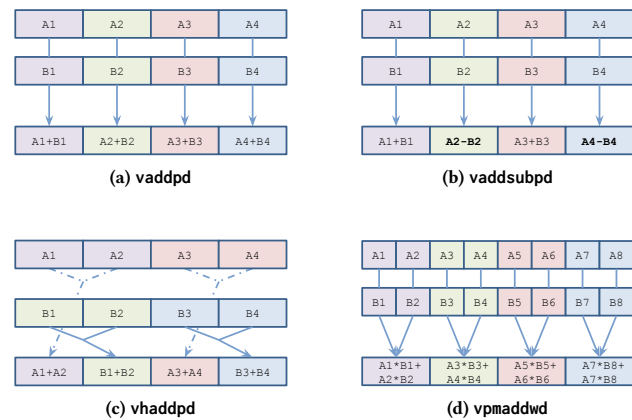 A1 A2 A3 A4
B1 B2 B3 B4
A1+B1 A2+B2 A3+B3 A4+B4
(a) vaddpd
A1 A2 A3 A4
B1 B2 B3 B4
A1+B1 A2-B2 A3+B3 A4-B4
(b) vaddsubpd
A1 A2 A3 A4
B1 B2 B3 B4
A1+A2 B1+B2 A3+A4 B3+B4
(c) vhaddpd
A1 A2 A3 A4 A5 A6 A7 A8
B1 B2 B3 B4 B5 B6 B7 B8
A1*B1+ A3*B3+ A5*B5+ A7*B8+
A2*B2 A4*B4 A6*B6 A7*B8
(d) vpmaddwd